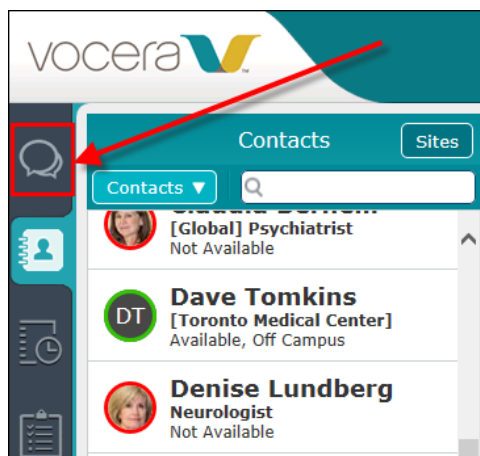 vocera
Contacts
Sites
Contacts ▼
Claudia
[Global] Psychiatrist
Not Available
DT
Dave Tomkins
[Toronto Medical Center]
Available, Off Campus
Denise Lundberg
Neurologist
Not Available